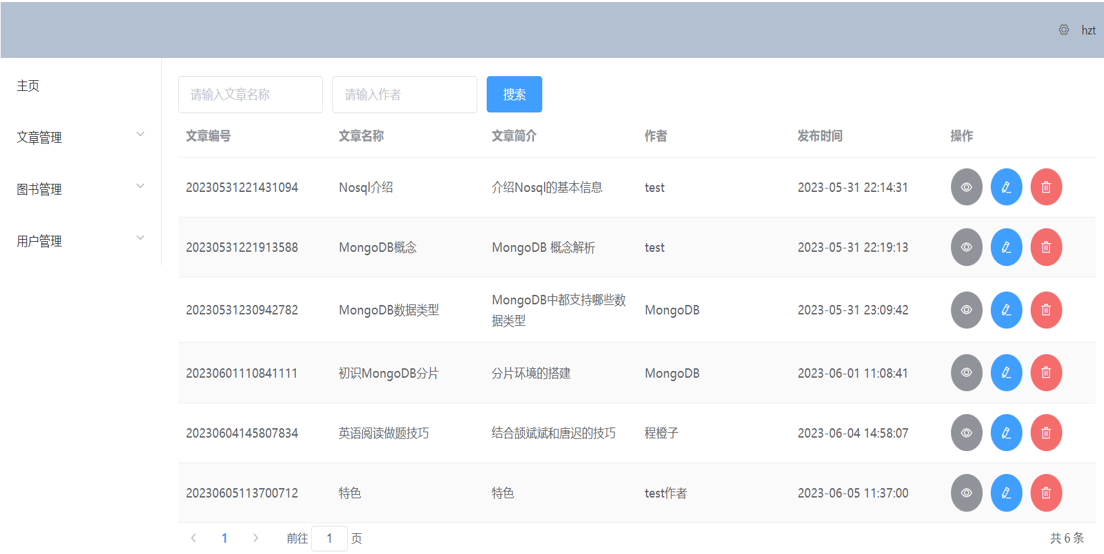 hzt
主页
文章管理
图书管理
用户管理
请输入文章名称 请输入作者 搜索
文章编号 文章名称 文章简介 作者 发布时间 操作
20230531221431094 Nosql介绍 介绍Nosql的基本信息 test 2023-05-31 22:14:31
20230531221913588 MongoDB概念 MongoDB 概念解析 test 2023-05-31 22:19:13
20230531230942782 MongoDB数据类型 MongoDB中都支持哪些数 MongoDB 2023-05-31 23:09:42
据类型
20230601110841111 初识MongoDB分片 分片环境的搭建 MongoDB 2023-06-01 11:08:41
20230604145807834 英语阅读做题技巧 结合颉斌斌和唐迟的技巧 程橙子 2023-06-04 14:58:07
20230605113700712 特色 特色 test作者 2023-06-05 11:37:00
1 前往 1 页 共 6 条